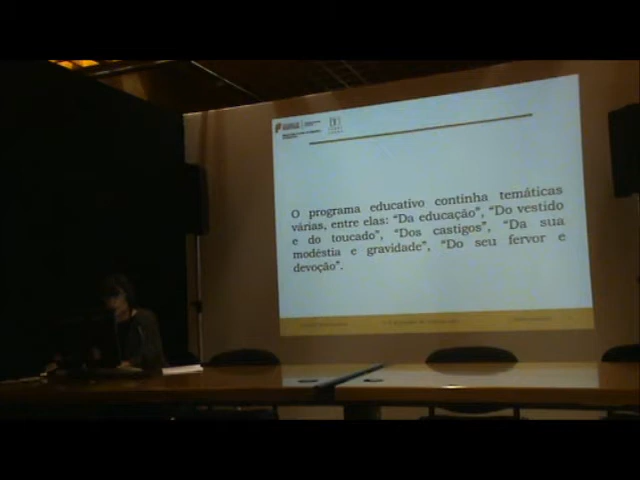 O programa educativo continha temáticas
várias, entre elas: “Da educação”, “Do vestido
e do toucado”, “Dos castigos”, “Da sua
modéstia e gravidade”, “Do seu fervor e
devoção”.